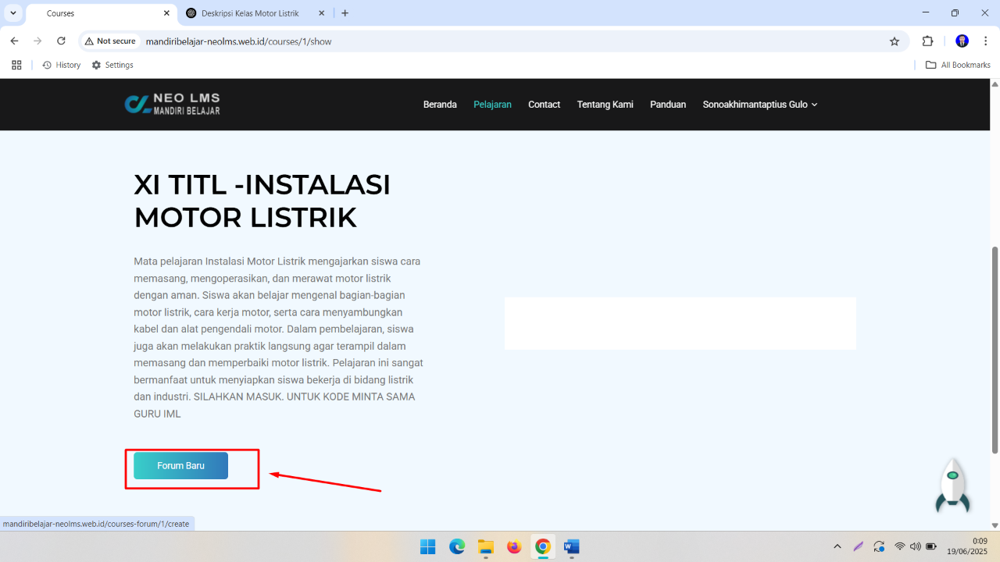 Courses
Deskripsi Kelas Motor Listrik
Not secure
mandiribelajar-neolms.web.id/courses/1/show
History
Settings
All Bookmarks
NEO LMS
MANDIRI BELAJAR
Beranda
Pelajaran
Contact
Tentang Kami
Panduan
Sonoakhimantaptius Gulo
XI TITL -INSTALASI
MOTOR LISTRIK
Mata pelajaran Instalasi Motor Listrik mengajarkan siswa cara
memasang, mengoperasikan, dan merawat motor listrik
dengan aman. Siswa akan belajar mengenal bagian-bagian
motor listrik, cara kerja motor, serta cara menyambungkan
kabel dan alat pengendali motor. Dalam pembelajaran, siswa
juga akan melakukan praktik langsung agar terampil dalam
memasang dan memperbaiki motor listrik. Pelajaran ini sangat
bermanfaat untuk menyiapkan siswa bekerja di bidang listrik
dan industri. SILAHKAN MASUK. UNTUK KODE MINTA SAMA
GURU IML
Forum Baru
mandiribelajar-neolms.web.id/courses-forum/1/create
0:09
19/06/2025